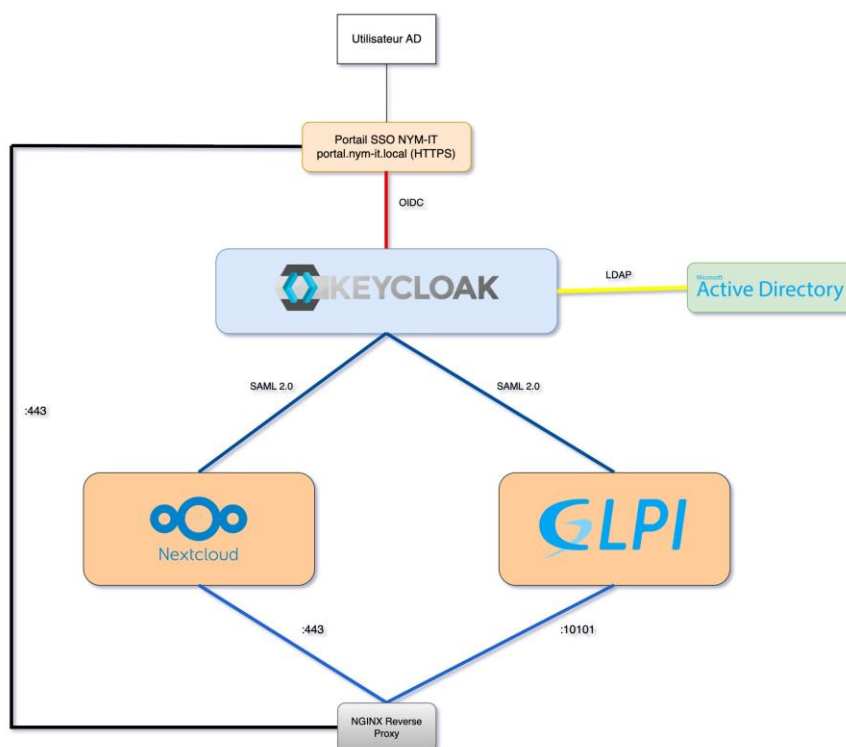 Utilisateur AD
Portail SSO NYM-IT
portal.nym-it.local (HTTPS)
OIDC
KEYCLOAK
LDAP
Microsoft
Active Directory
SAML 2.0
SAML 2.0
:443
Nextcloud
GLPI
:443
:10101
NGINX Reverse
Proxy